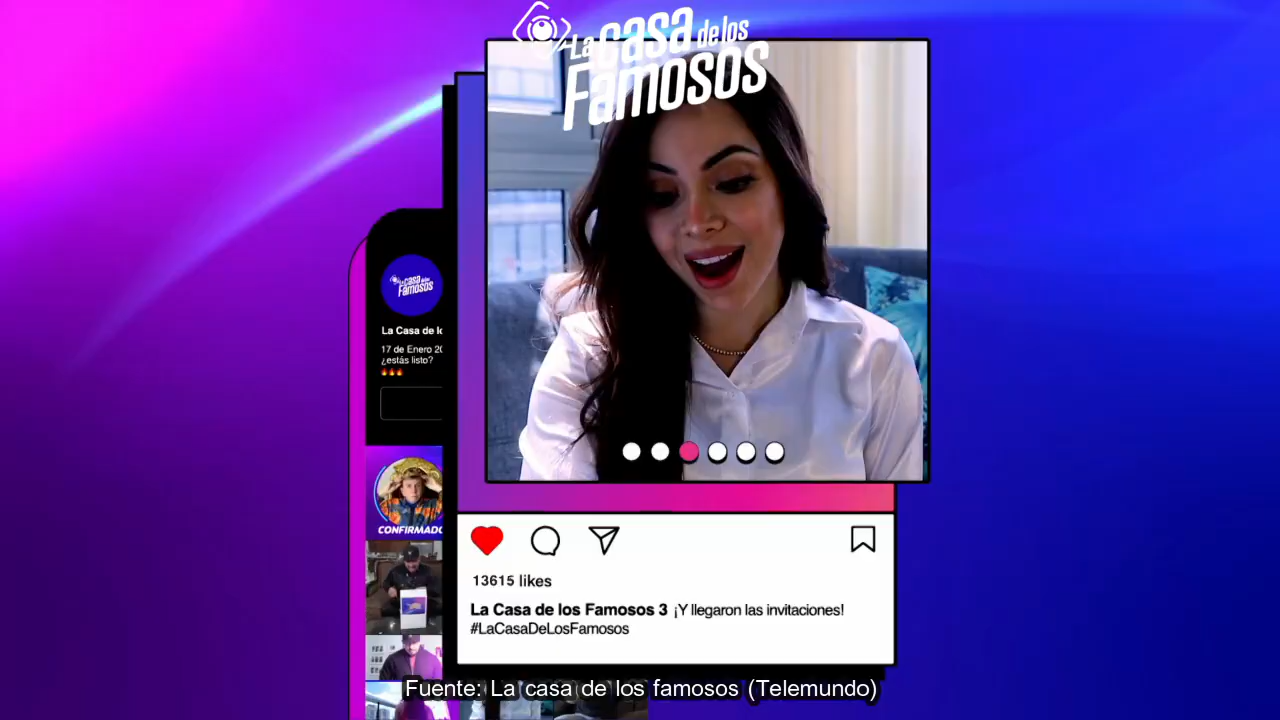 La casa de los
Famosos
La casa de los
Famosos
La Casa de lo
17 de Enero 20
¿estás listo?
CONFIRMADO
13615 likes
La Casa de los Famosos 3 ¡Y llegaron las invitaciones!
#LaCasaDeLosFamosos
Fuente: La casa de los famosos (Telemundo)